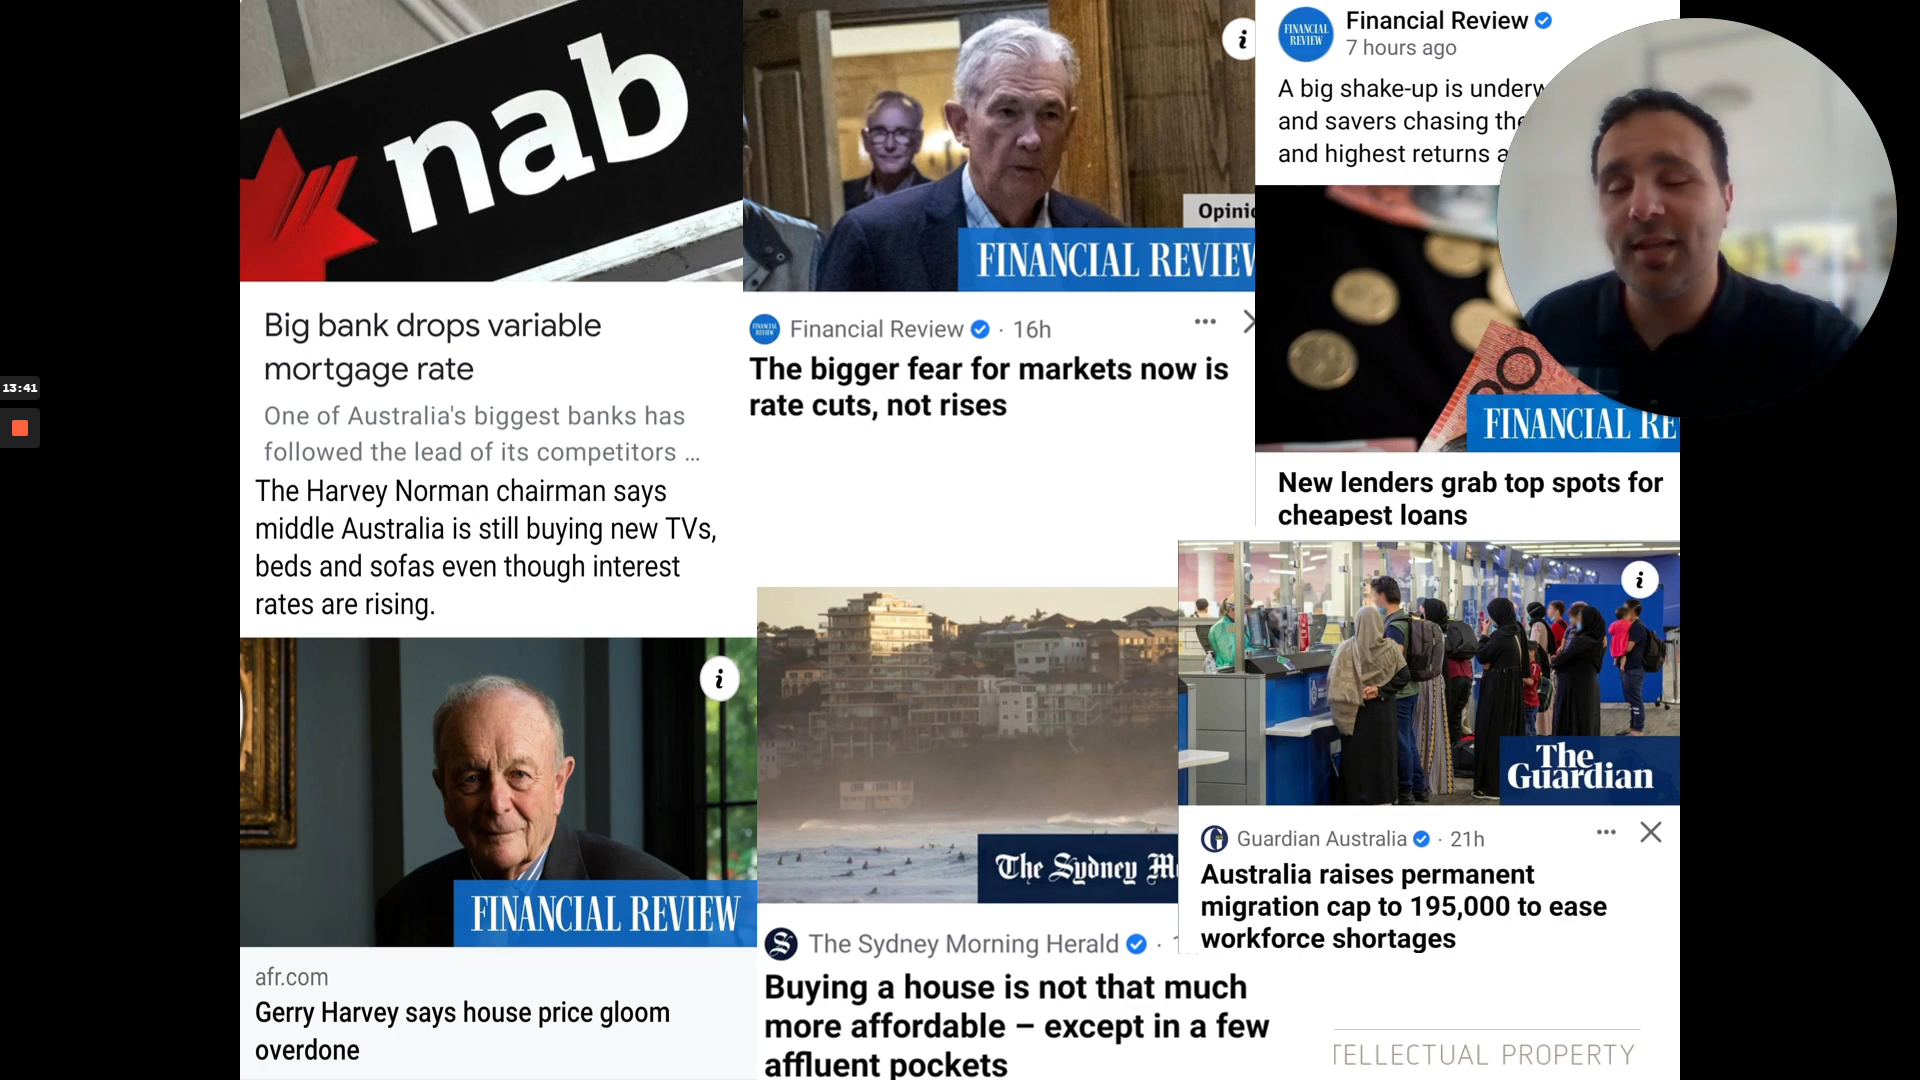 nab
Big bank drops variable
mortgage rate
One of Australia's biggest banks has
followed the lead of its competitors ...
The Harvey Norman chairman says
middle Australia is still buying new TVs,
beds and sofas even though interest
rates are rising.
FINANCIAL REVIEW
afr.com
Gerry Harvey says house price gloom
overdone
Opinio
FINANCIAL REVIEW
Financial Review · 16h
The bigger fear for markets now is
rate cuts, not rises
The Sydney M
The Sydney Morning Herald ·
Buying a house is not that much
more affordable – except in a few
affluent pockets
FINANCIAL
REVIEW
Financial Review
7 hours ago
A big shake-up is underw
and savers chasing the
and highest returns a
FINANCIAL RE
New lenders grab top spots for
cheapest loans
The
Guardian
Guardian Australia · 21h
Australia raises permanent
migration cap to 195,000 to ease
workforce shortages
TELLECTUAL PROPERTY
13:41